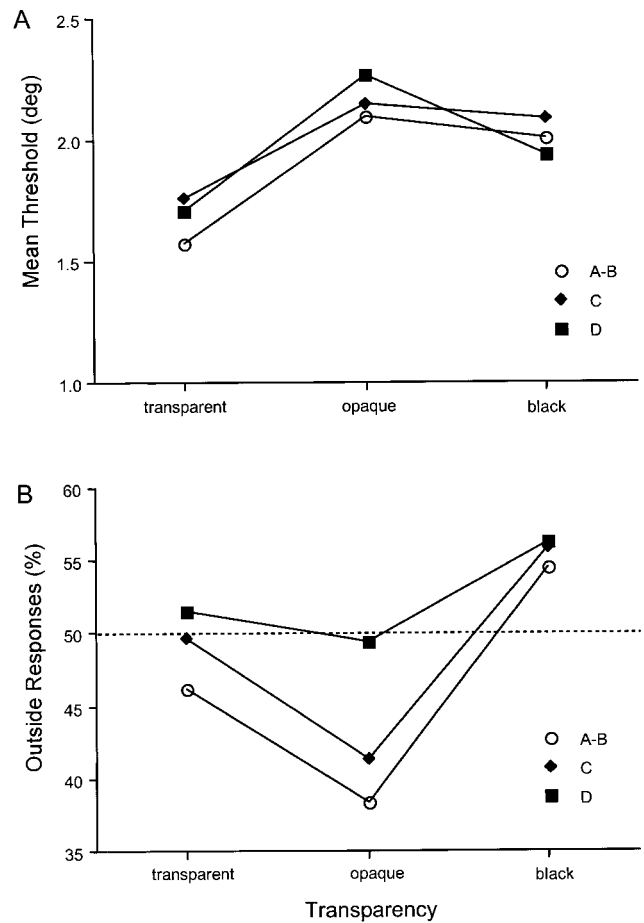 A
Mean Threshold (deg)
2.5
2.0
1.5
1.0
A-B
C
D
transparent opaque black
B
Outside Responses (%)
60
55
50
45
40
35
A-B
C
D
transparent opaque black
Transparency